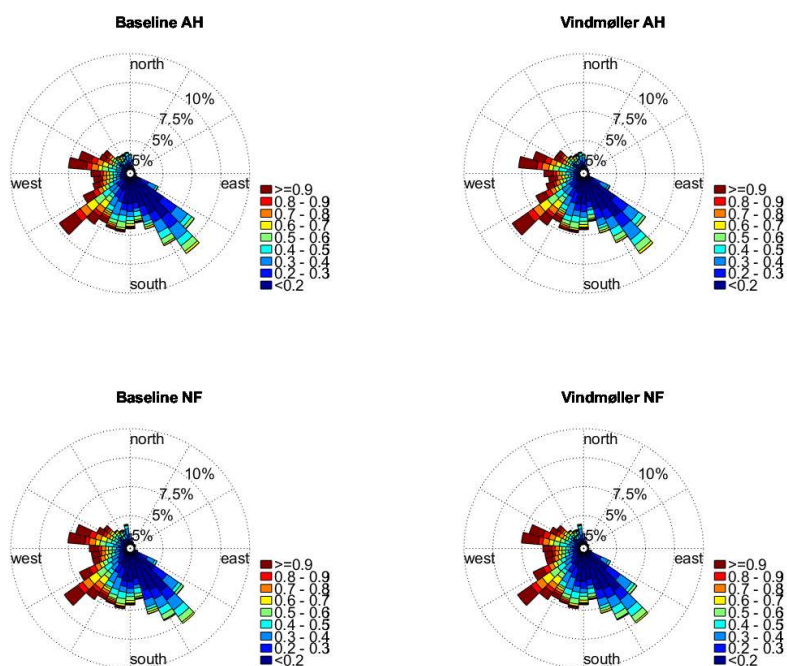 Baseline AH
north
10%
7.5%
5%
5%
west
east
south
>=0.9
0.8 - 0.9
0.7 - 0.8
0.6 - 0.7
0.5 - 0.6
0.4 - 0.5
0.3 - 0.4
0.2 - 0.3
<0.2
Vindmøller AH
north
10%
7.5%
5%
5%
west
east
south
>=0.9
0.8 - 0.9
0.7 - 0.8
0.6 - 0.7
0.5 - 0.6
0.4 - 0.5
0.3 - 0.4
0.2 - 0.3
<0.2
Baseline NF
north
10%
7.5%
5%
5%
west
east
south
>=0.9
0.8 - 0.9
0.7 - 0.8
0.6 - 0.7
0.5 - 0.6
0.4 - 0.5
0.3 - 0.4
0.2 - 0.3
<0.2
Vindmøller NF
north
10%
7.5%
5%
5%
west
east
south
>=0.9
0.8 - 0.9
0.7 - 0.8
0.6 - 0.7
0.5 - 0.6
0.4 - 0.5
0.3 - 0.4
0.2 - 0.3
<0.2